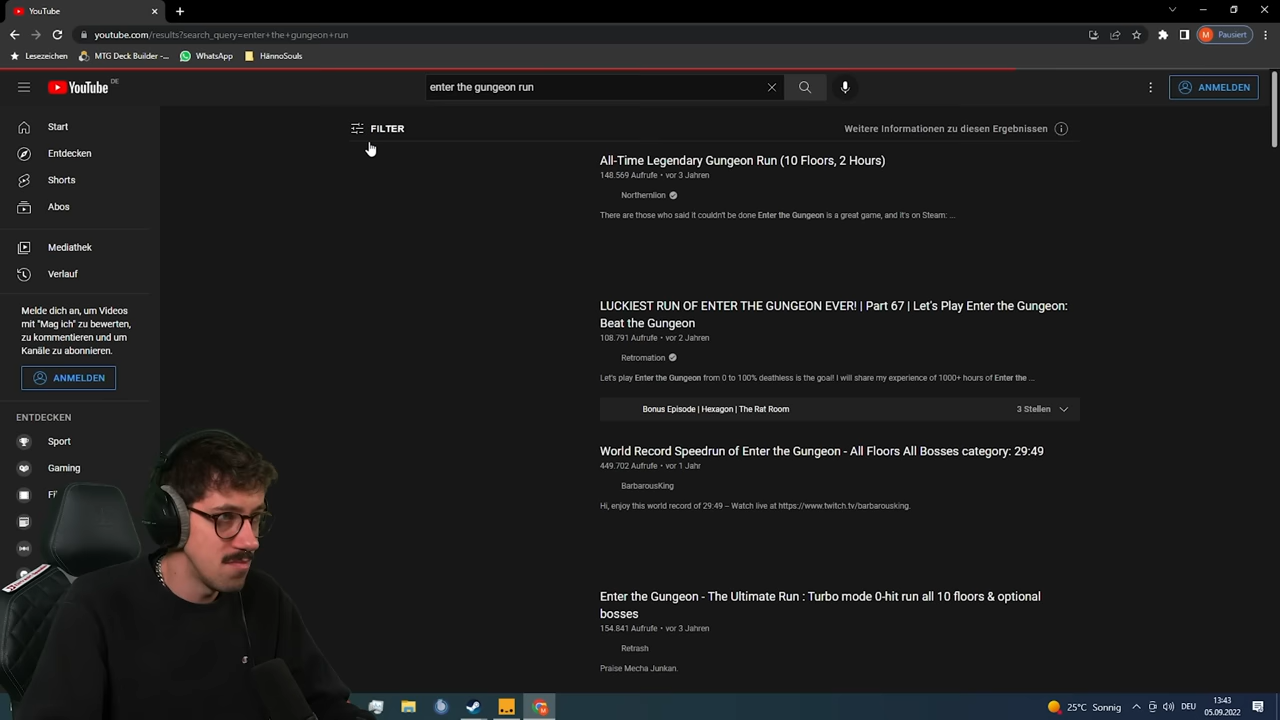 YouTube
youtube.com/results?search_query=enter+the+gungeon+run
Pausiert
Lesezeichen
MTG Deck Builder -...
WhatsApp
HännoSouls
YouTube DE
enter the gungeon run
ANMELDEN
Start
Entdecken
Shorts
Abos
Mediathek
Verlauf
Melde dich an, um Videos
mit "Mag ich" zu bewerten,
zu kommentieren und um
Kanäle zu abonnieren.
ANMELDEN
ENTDECKEN
Sport
Gaming
FILTER
Weitere Informationen zu diesen Ergebnissen
All-Time Legendary Gungeon Run (10 Floors, 2 Hours)
148.569 Aufrufe • vor 3 Jahren
Northernlion
There are those who said it couldn't be done Enter the Gungeon is a great game, and it's on Steam: ...
LUCKIEST RUN OF ENTER THE GUNGEON EVER! | Part 67 | Let's Play Enter the Gungeon:
Beat the Gungeon
108.791 Aufrufe • vor 2 Jahren
Retromation
Let's play Enter the Gungeon from 0 to 100% deathless is the goal! I will share my experience of 1000+ hours of Enter the ...
Bonus Episode | Hexagon | The Rat Room
3 Stellen
World Record Speedrun of Enter the Gungeon - All Floors All Bosses category: 29:49
449.702 Aufrufe • vor 1 Jahr
BarbarousKing
Hi, enjoy this world record of 29:49 -- Watch live at https://www.twitch.tv/barbarousking.
Enter the Gungeon - The Ultimate Run : Turbo mode 0-hit run all 10 floors & optional
bosses
154.841 Aufrufe • vor 3 Jahren
Retrash
Praise Mecha Junkan.
25°C Sonnig
DEU
13:43
05.09.2022